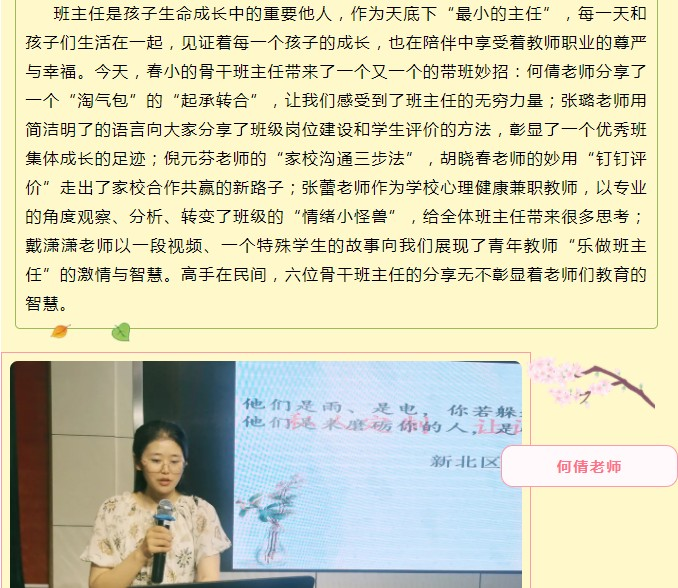 班主任是孩子生命成长中的重要他人，作为天底下“最小的主任”，每一天和
孩子们生活在一起，见证着每一个孩子的成长，也在陪伴中享受着教师职业的尊严
与幸福。今天，春小的骨干班主任带来了一个又一个的带班妙招：何倩老师分享了
一个“淘气包”的“起承转合”，让我们感受到了班主任的无穷力量；张璐老师用
简洁明了的语言向大家分享了班级岗位建设和学生评价的方法，彰显了一个优秀班
集体成长的足迹；倪元芬老师的“家校沟通三步法”，胡晓春老师的妙用“钉钉评
价”走出了家校合作共赢的新路子；张蕾老师作为学校心理健康兼职教师，以专业
的角度观察、分析、转变了班级的“情绪小怪兽”，给全体班主任带来很多思考；
戴潇潇老师以一段视频、一个特殊学生的故事向我们展现了青年教师“乐做班主
任”的激情与智慧。高手在民间，六位骨干班主任的分享无不彰显着老师们教育的
智慧。
他们是雨、是电，你若躲
他们是来磨砺你的人，让是
新北区
何倩老师